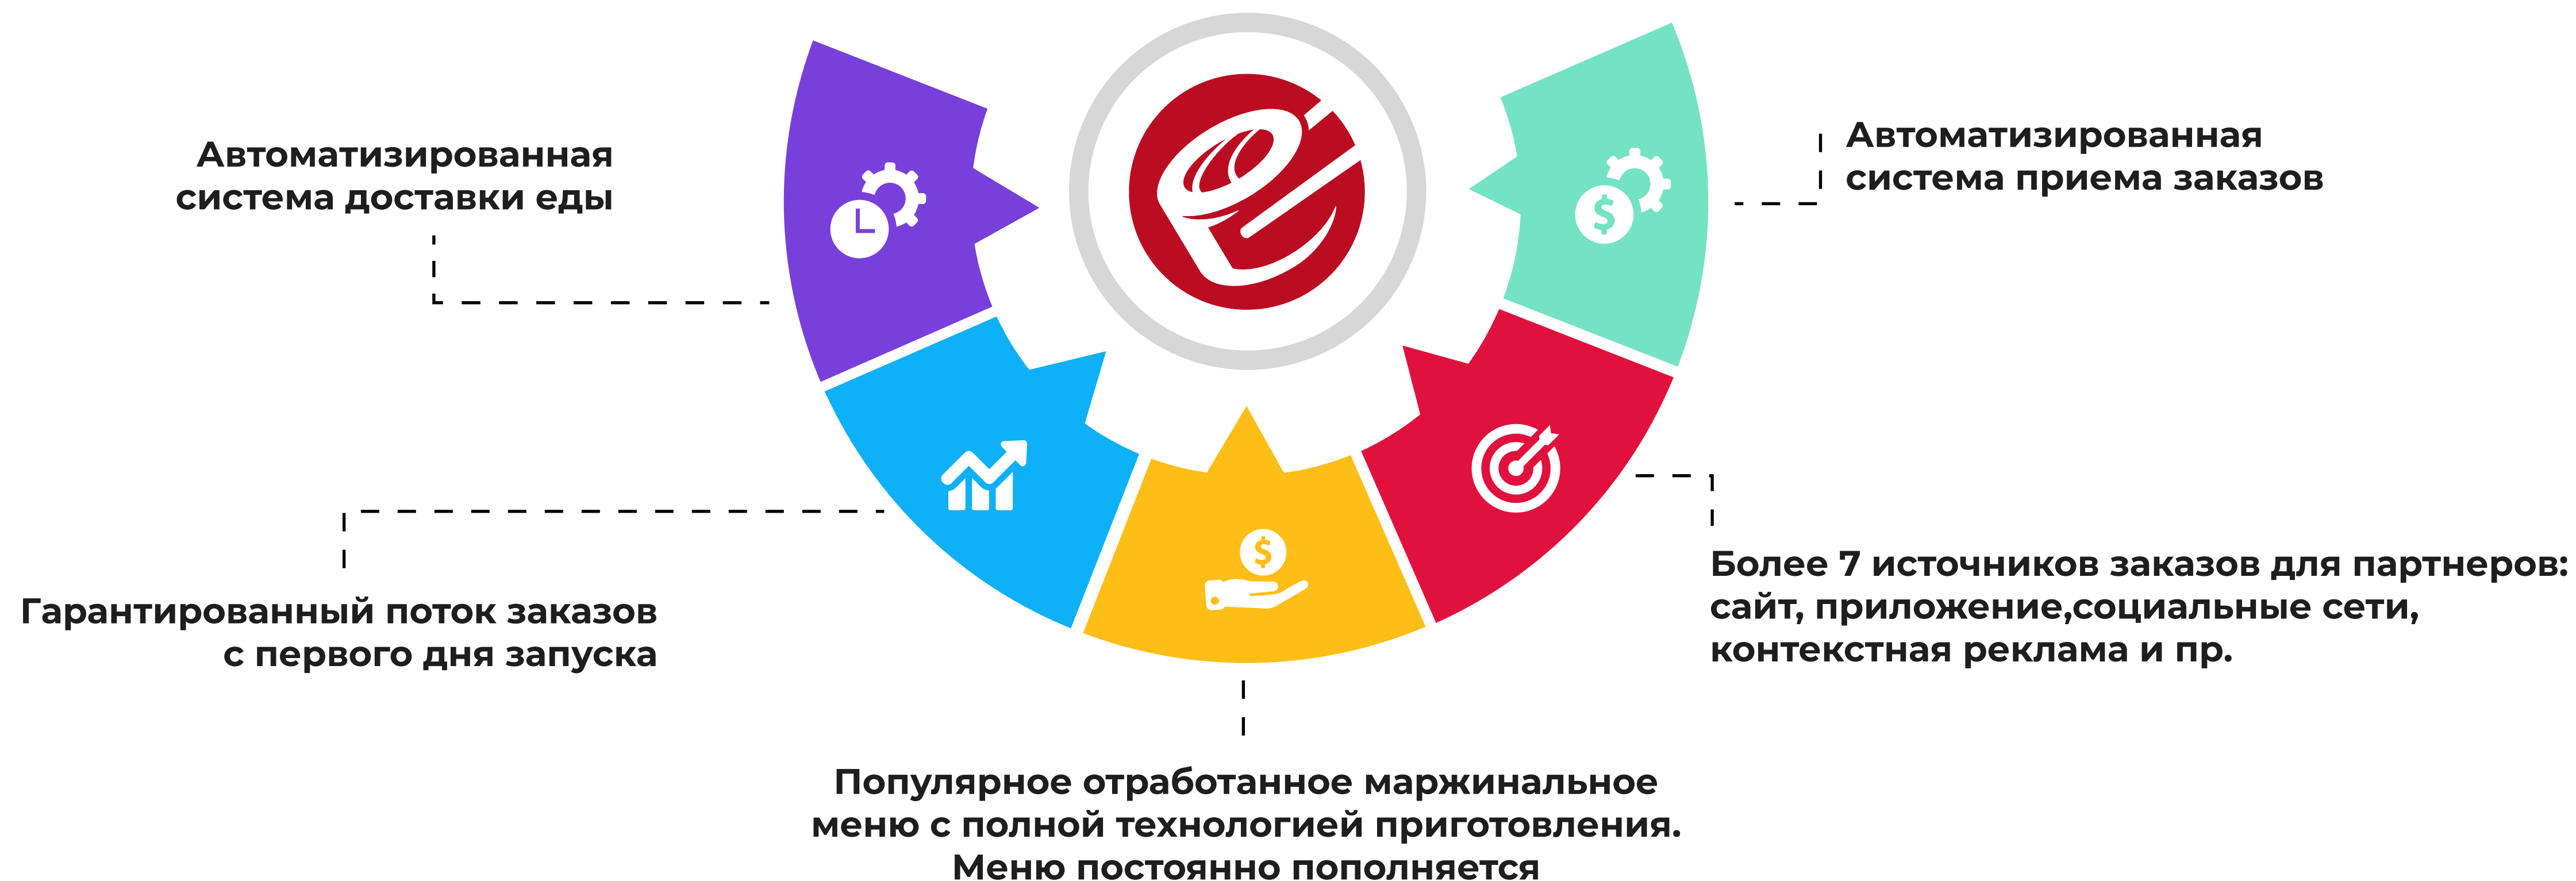 Автоматизированная
система доставки еды
Автоматизированная
система приема заказов
Гарантированный поток заказов
с первого дня запуска
Более 7 источников заказов для партнеров:
сайт, приложение,социальные сети,
контекстная реклама и пр.
Популярное отработанное маржинальное
меню с полной технологией приготовления.
Меню постоянно пополняется